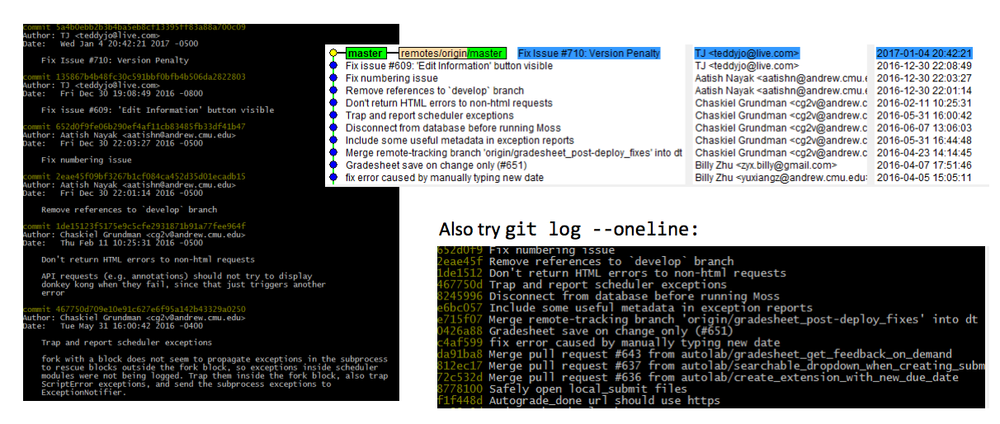 commit 5a4b0ebb2b3b4ba5eb8cf13395ff83a88a700c09
Author: TJ <teddyjo@live.com>
Date:   Wed Jan 4 20:42:21 2017 -0500
Fix Issue #710: Version Penalty
commit 135867b4b48fc30c591bbf0bfb4b506da2822803
Author: TJ <teddyjo@live.com>
Date:   Fri Dec 30 19:08:49 2016 -0800
Fix issue #609: 'Edit Information' button visible
commit 652d0f9fe06b290ef4af11cb83485fb33df41b47
Author: Aatish Nayak <aatishn@andrew.cmu.edu>
Date:   Fri Dec 30 22:03:27 2016 -0500
Fix numbering issue
commit 2eae45f09bf3267b1cf084ca452d35d01ecadb15
Author: Aatish Nayak <aatishn@andrew.cmu.edu>
Date:   Fri Dec 30 22:01:14 2016 -0500
Remove references to `develop` branch
commit 1de15123f5175e9c5cfe2931871b91a77fee964f
Author: Chaskiel Grundman <cg2v@andrew.cmu.edu>
Date:   Thu Feb 11 10:25:31 2016 -0500
Don't return HTML errors to non-html requests
API requests (e.g. annotations) should not try to display
donkey kong when they fail, since that just triggers another
error
commit 467750d709e10e91c627e6f95a142b43329a0250
Author: Chaskiel Grundman <cg2v@andrew.cmu.edu>
Date:   Tue May 31 16:00:42 2016 -0400
Trap and report scheduler exceptions
fork with a block does not seem to propagate exceptions in the subprocess
to rescue blocks outside the fork block, so exceptions inside scheduler
modules were not being logged. Trap them inside the fork block, also trap
ScriptError exceptions, and send the subprocess exceptions to
ExceptionNotifier.
master remotes/origin/master Fix Issue #710: Version Penalty TJ <teddyjo@live.com> 2017-01-04 20:42:21
Fix issue #609: 'Edit Information' button visible TJ <teddyjo@live.com> 2016-12-30 22:08:49
Fix numbering issue Aatish Nayak <aatishn@andrew.cmu.e 2016-12-30 22:03:27
Remove references to `develop` branch Aatish Nayak <aatishn@andrew.cmu.e 2016-12-30 22:01:14
Don't return HTML errors to non-html requests Chaskiel Grundman <cg2v@andrew.c 2016-02-11 10:25:31
Trap and report scheduler exceptions Chaskiel Grundman <cg2v@andrew.c 2016-05-31 16:00:42
Disconnect from database before running Moss Chaskiel Grundman <cg2v@andrew.c 2016-06-07 13:06:03
Include some useful metadata in exception reports Chaskiel Grundman <cg2v@andrew.c 2016-05-31 16:44:48
Merge remote-tracking branch 'origin/gradesheet_post-deploy_fixes' into dt Chaskiel Grundman <cg2v@andrew.c 2016-04-23 14:14:45
Gradesheet save on change only (#651) Billy Zhu <zyx.billy@gmail.com> 2016-04-07 17:51:46
fix error caused by manually typing new date Billy Zhu <yuxiangz@andrew.cmu.edu> 2016-04-05 15:05:11
Also try git log --oneline:
652d0f9 Fix numbering issue
2eae45f Remove references to `develop` branch
1de1512 Don't return HTML errors to non-html requests
467750d Trap and report scheduler exceptions
8245996 Disconnect from database before running Moss
e6bc057 Include some useful metadata in exception reports
e715f07 Merge remote-tracking branch 'origin/gradesheet_post-deploy_fixes' into dt
0426a88 Gradesheet save on change only (#651)
c4af599 fix error caused by manually typing new date
da91ba8 Merge pull request #643 from autolab/gradesheet_get_feedback_on_demand
812ec17 Merge pull request #637 from autolab/searchable_dropdown_when_creating_subm
72c532d Merge pull request #636 from autolab/create_extension_with_new_due_date
8778100 Safely open local_submit files
f1f448d Autograde_done url should use https